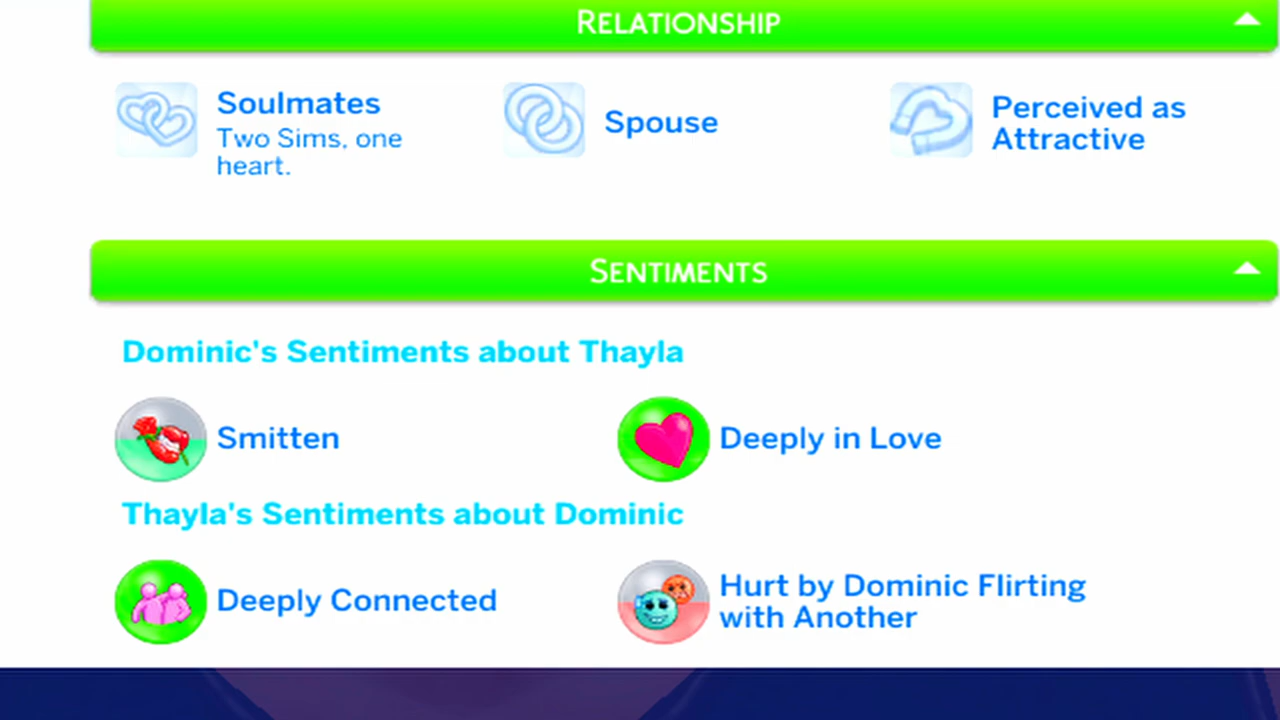 RELATIONSHIP
Soulmates
Two Sims, one
heart.
Spouse
Perceived as
Attractive
SENTIMENTS
Dominic's Sentiments about Thayla
Smitten
Deeply in Love
Thayla's Sentiments about Dominic
Deeply Connected
Hurt by Dominic Flirting
with Another